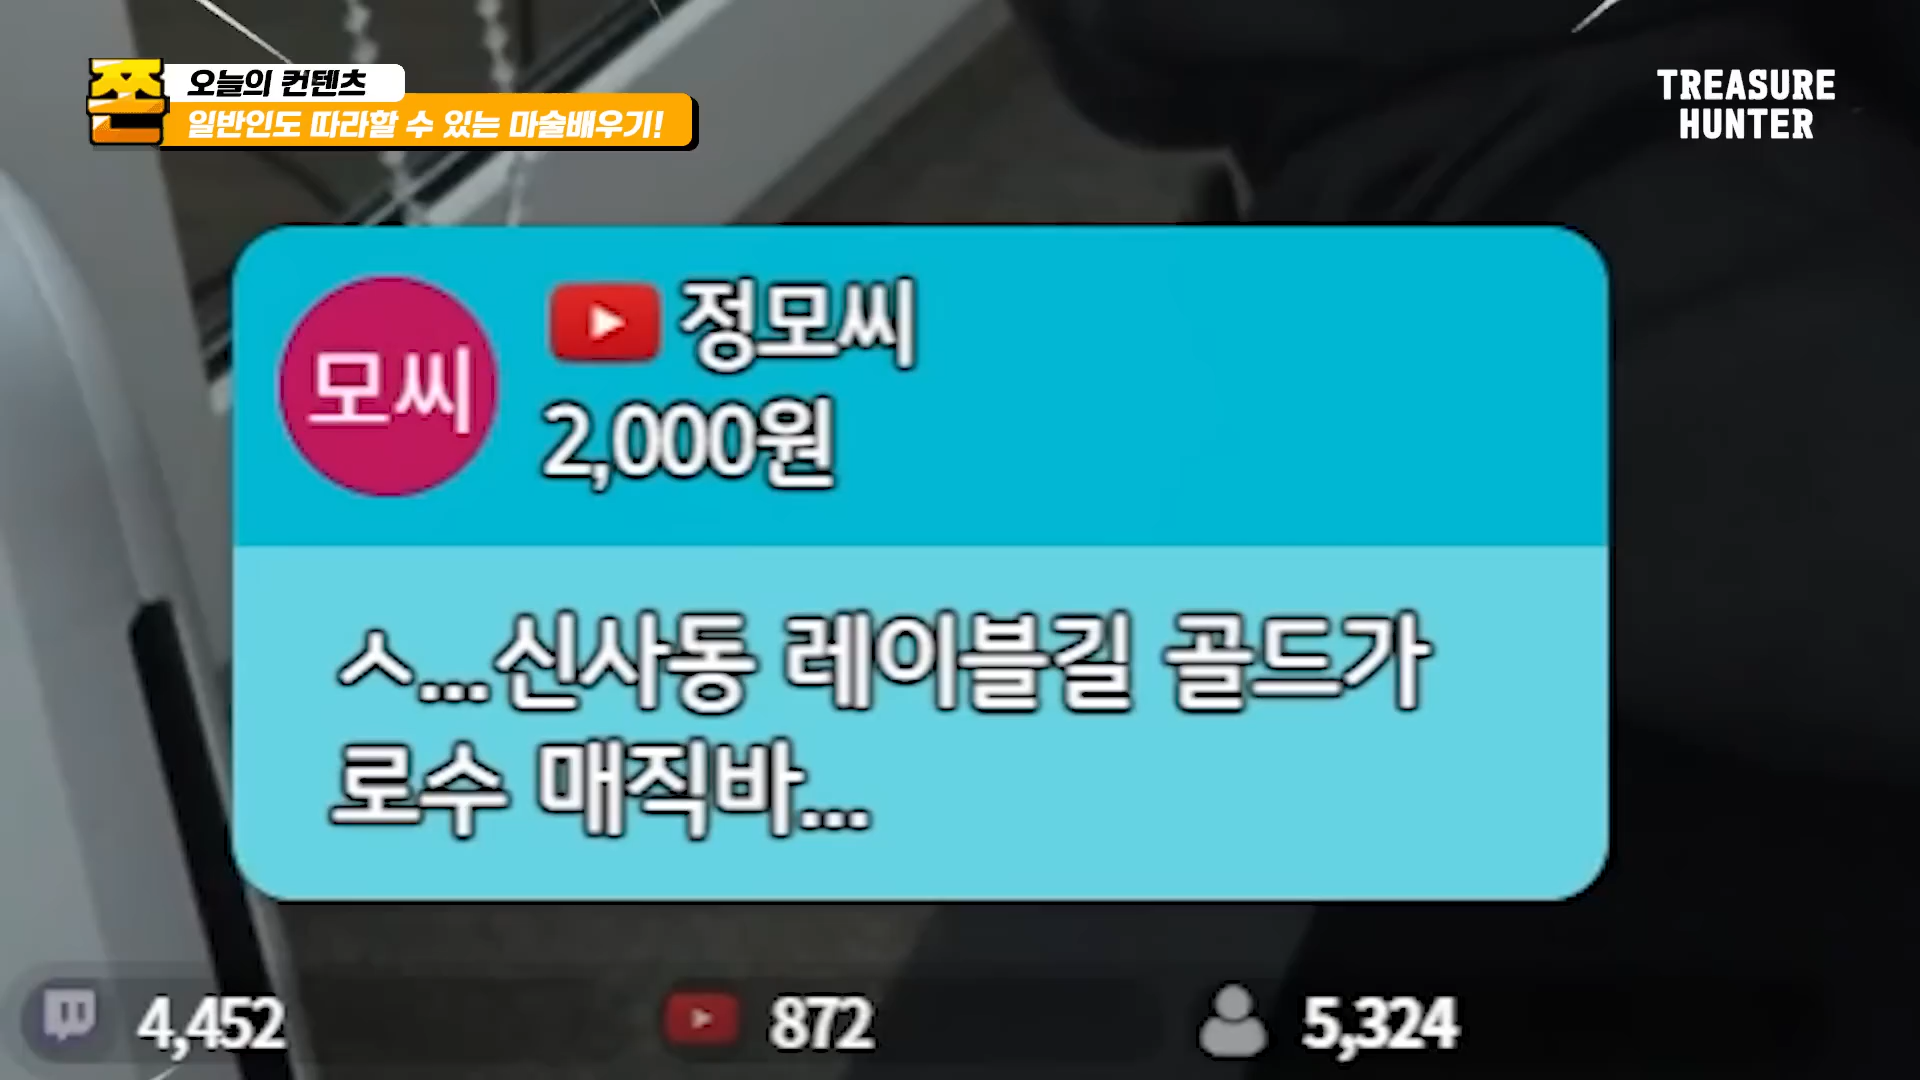 쫀
오늘의 컨텐츠
일반인도 따라할 수 있는 마술배우기!
TREASURE
HUNTER
모씨
정모씨
2,000원
ㅅ...신사동 레이블길 골드가
로수 매직바...
4,452
872
5,324